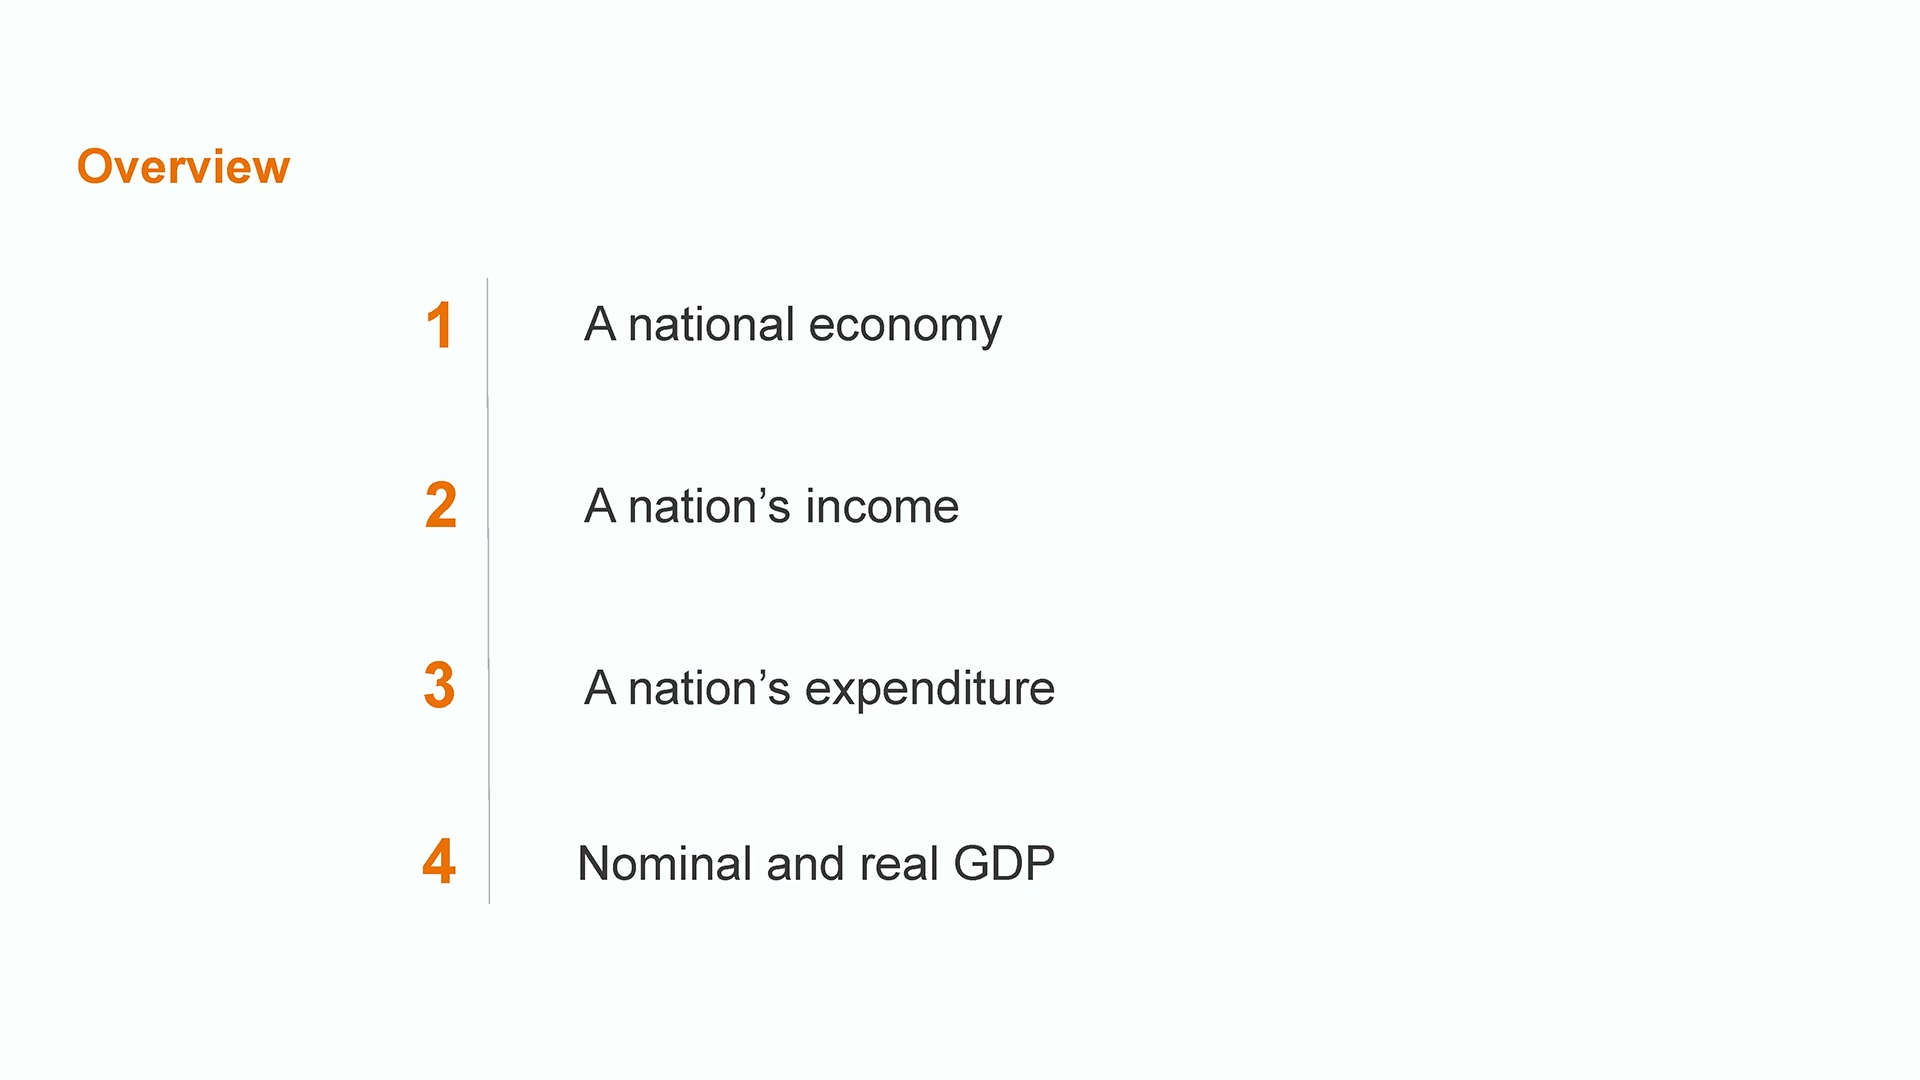 Overview
1 A national economy
2 A nation’s income
3 A nation’s expenditure
4 Nominal and real GDP